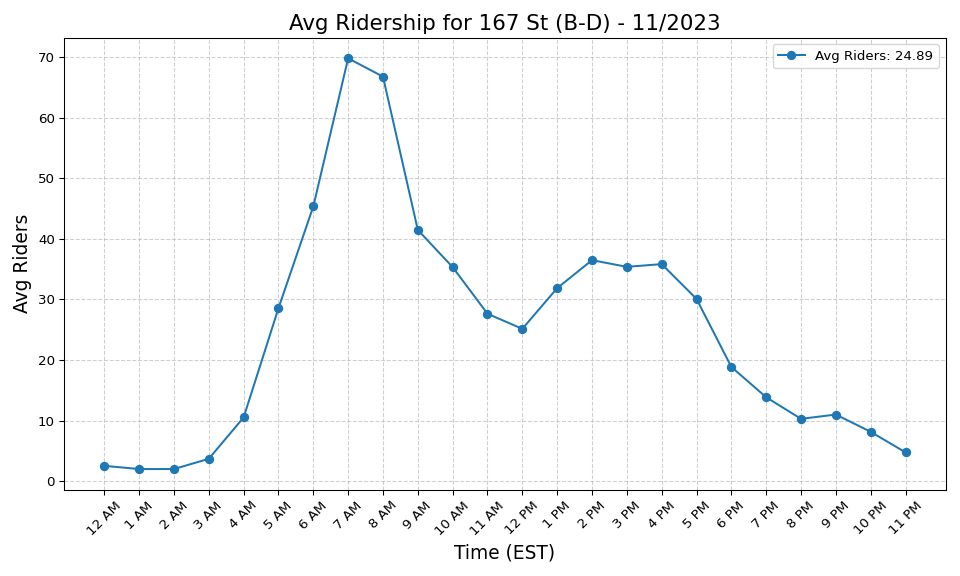 Avg Ridership for 167 St (B-D) - 11/2023
Avg Riders: 24.89
70
60
50
40
30
20
10
0
Avg Riders
12 AM
1 AM
2 AM
3 AM
4 AM
5 AM
6 AM
7 AM
8 AM
9 AM
10 AM
11 AM
12 PM
1 PM
2 PM
3 PM
4 PM
5 PM
6 PM
7 PM
8 PM
9 PM
10 PM
11 PM
Time (EST)